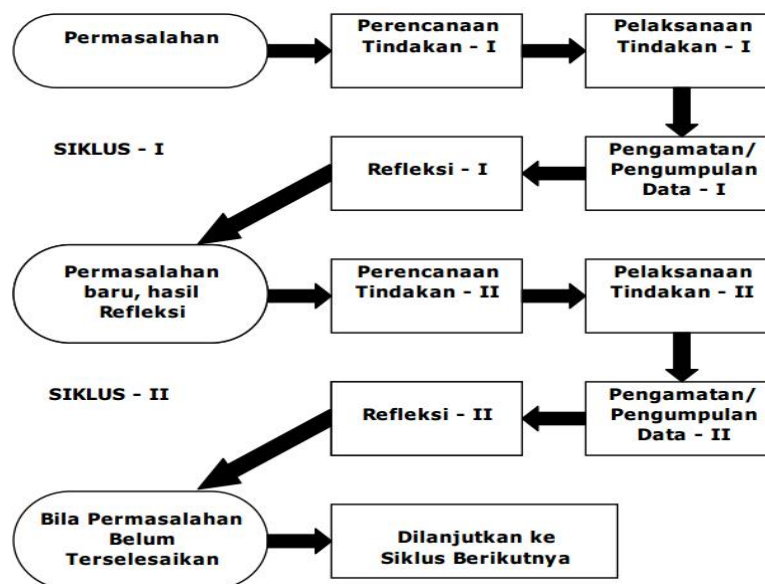 Permasalahan
Perencanaan
Tindakan - I
Pelaksanaan
Tindakan - I
SIKLUS - I
Refleksi - I
Pengamatan/
Pengumpulan
Data - I
Permasalahan
baru, hasil
Refleksi
Perencanaan
Tindakan - II
Pelaksanaan
Tindakan - II
SIKLUS - II
Refleksi - II
Pengamatan/
Pengumpulan
Data - II
Bila Permasalahan
Belum
Terselesaikan
Dilanjutkan ke
Siklus Berikutnya